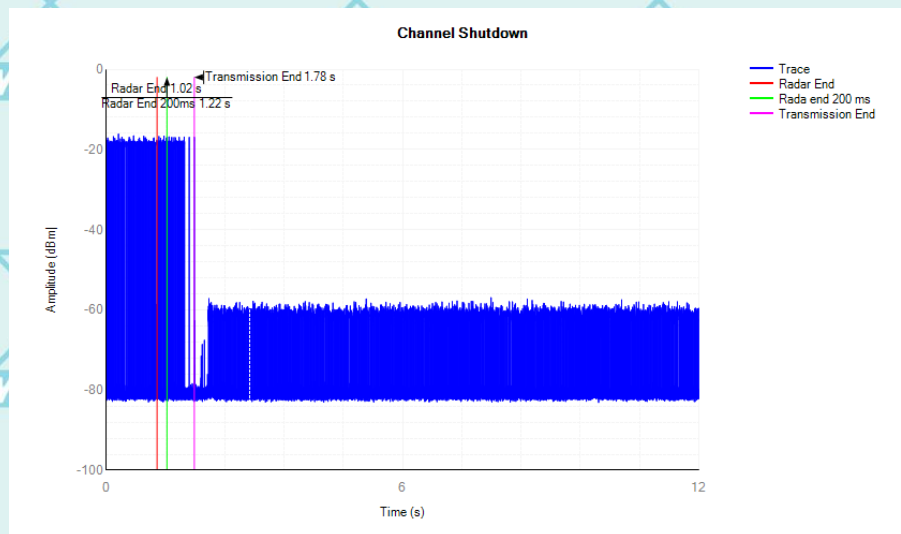 Channel Shutdown
0
Transmission End 1.78 s
Radar End 1.02 s
Radar End 200ms 1.22 s
-20
-40
-60
-80
-100
Amplitude (dBm)
0
6
12
Time (s)
Trace
Radar End
Rada end 200 ms
Transmission End